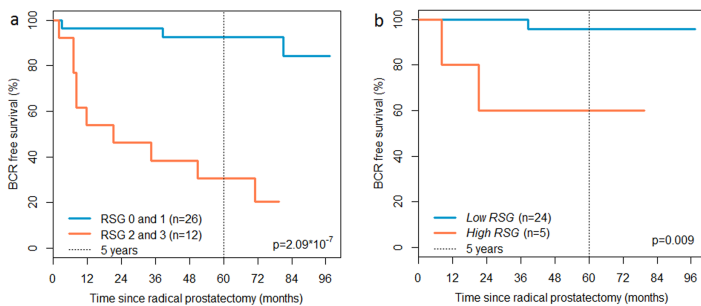 a
BCR free survival (%)
100
80
60
40
20
0
RSG 0 and 1 (n=26)
RSG 2 and 3 (n=12)
5 years
p=2.09*10-7
0 12 24 36 48 60 72 84 96
Time since radical prostatectomy (months)
b
BCR free survival (%)
100
80
60
40
20
0
Low RSG (n=24)
High RSG (n=5)
5 years
p=0.009
0 12 24 36 48 60 72 84 96
Time since radical prostatectomy (months)